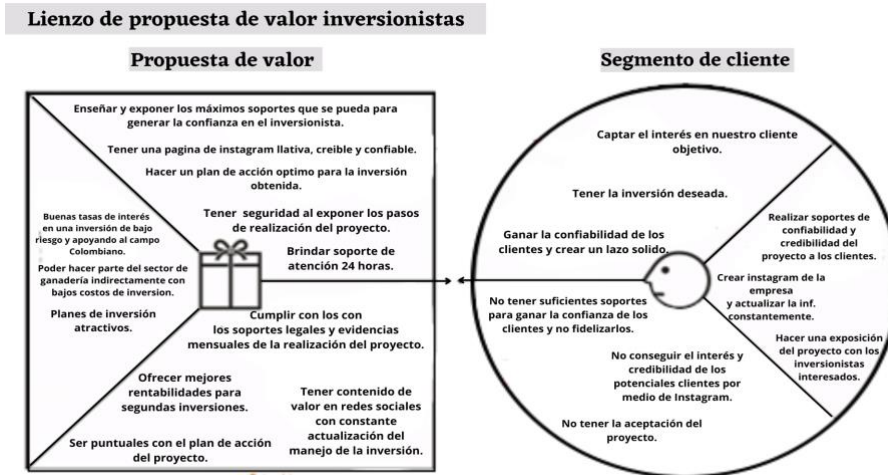 Lienzo de propuesta de valor inversionistas
Propuesta de valor
Segmento de cliente
Enseñar y exponer los máximos soportes que se pueda para
generar la confianza en el inversionista.
Tener una pagina de instagram llativa, creible y confiable.
Hacer un plan de acción optimo para la inversión
obtenida.
Tener seguridad al exponer los pasos
de realización del proyecto.
Brindar soporte de
atención 24 horas.
Buenas tasas de interés
en una inversión de bajo
riesgo y apoyando al campo
Colombiano.
Poder hacer parte del sector de
ganadería indirectamente con
bajos costos de inversion.
Planes de inversión
atractivos.
Cumplir con los con
los soportes legales y evidencias
mensuales de la realización del proyecto.
Ofrecer mejores
rentabilidades para
segundas inversiones.
Tener contenido de
valor en redes sociales
con constante
actualización del
manejo de la inversión.
Ser puntuales con el plan de acción
del proyecto.
Captar el interés en nuestro cliente
objetivo.
Tener la inversión deseada.
Ganar la confiabilidad de los
clientes y crear un lazo solido.
Realizar soportes de
confiabilidad y
credibilidad del
proyecto a los clientes.
Crear instagram de la
empresa
y actualizar la inf.
constantemente.
Hacer una exposición
del proyecto con los
inversionistas
interesados.
No tener suficientes soportes
para ganar la confianza de los
clientes y no fidelizarlos.
No conseguir el interés y
credibilidad de los
potenciales clientes por
medio de Instagram.
No tener la aceptación del
proyecto.